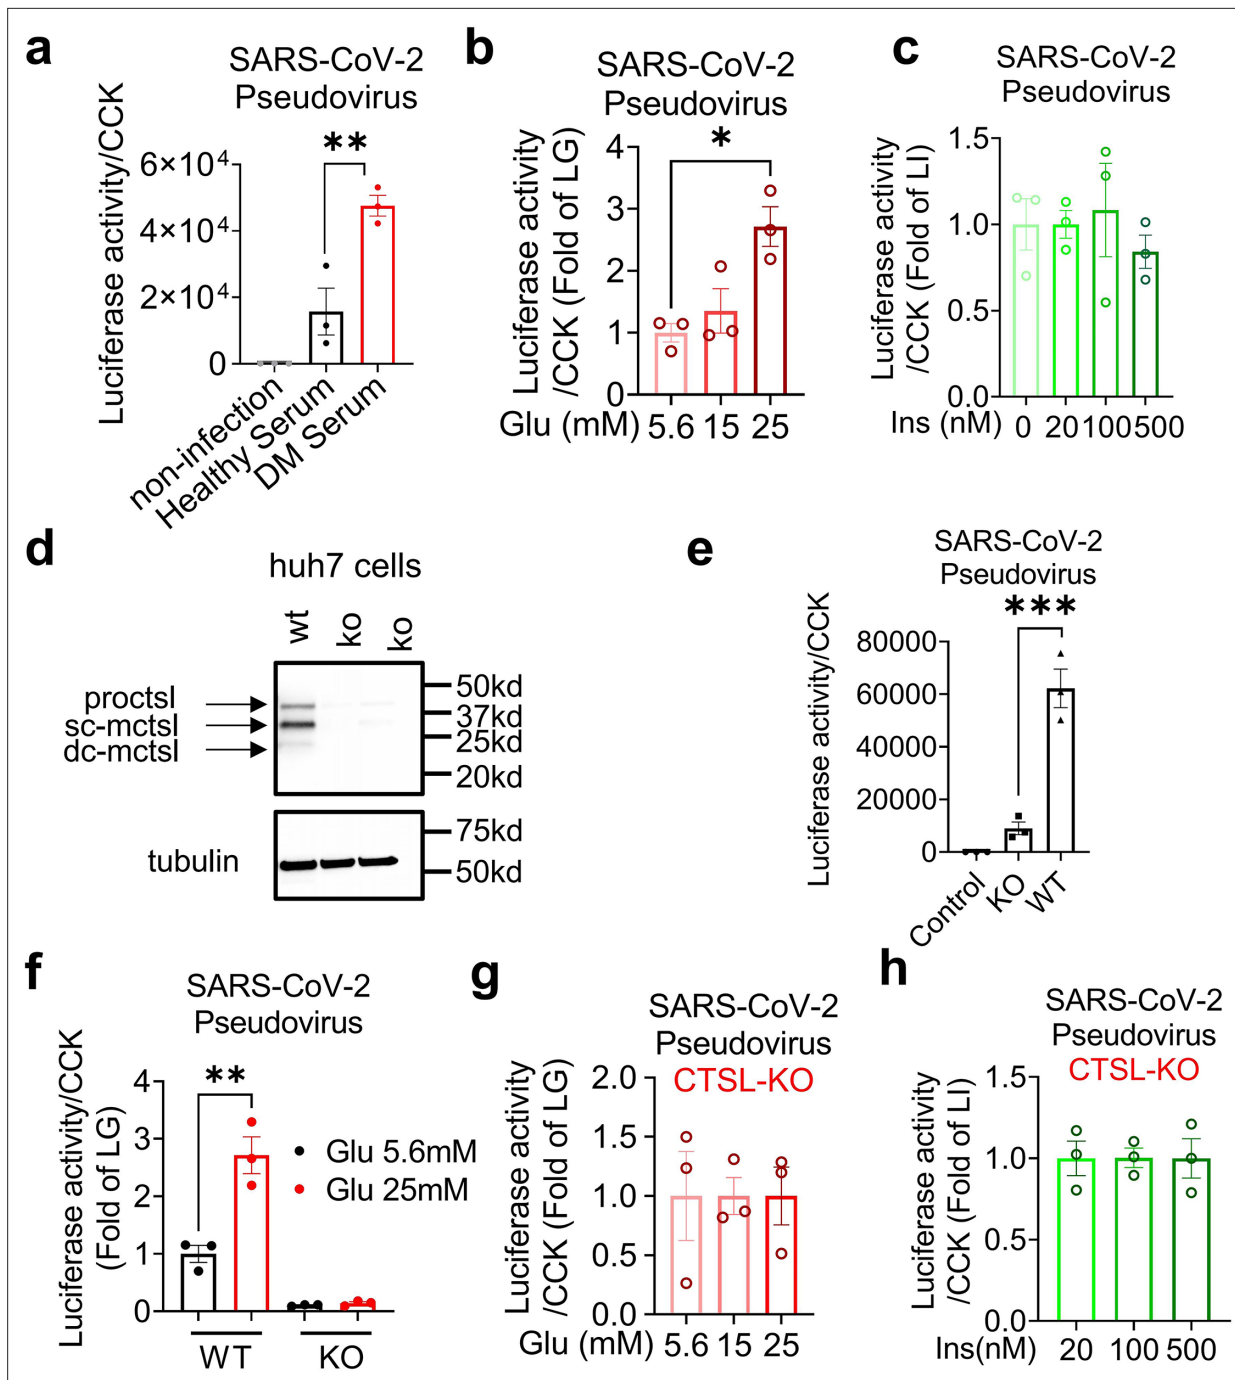 a
SARS-CoV-2
Pseudovirus
Luciferase activity/CCK
**
6×10⁴
4×10⁴
2×10⁴
0
non-infection
Healthy Serum
DM Serum
b
SARS-CoV-2
Pseudovirus
Luciferase activity
/CCK (Fold of LG)
*
4
3
2
1
0
Glu (mM) 5.6 15 25
c
SARS-CoV-2
Pseudovirus
Luciferase activity
/CCK (Fold of LI)
1.5
1.0
0.5
0.0
Ins (nM) 0 20 100 500
d
huh7 cells
wt ko ko
proctsl
sc-mctsl
dc-mctsl
50kd
37kd
25kd
20kd
tubulin
75kd
50kd
e
SARS-CoV-2
Pseudovirus
Luciferase activity/CCK
***
80000
60000
40000
20000
0
Control
KO
WT
f
SARS-CoV-2
Pseudovirus
Luciferase activity/CCK
(Fold of LG)
**
4
3
2
1
0
Glu 5.6mM
Glu 25mM
WT KO
g
SARS-CoV-2
Pseudovirus
CTSL-KO
Luciferase activity
/CCK (Fold of LG)
2.0
1.5
1.0
0.5
0.0
Glu (mM) 5.6 15 25
h
SARS-CoV-2
Pseudovirus
CTSL-KO
Luciferase activity
/CCK (Fold of LI)
1.5
1.0
0.5
0.0
Ins(nM) 20 100 500